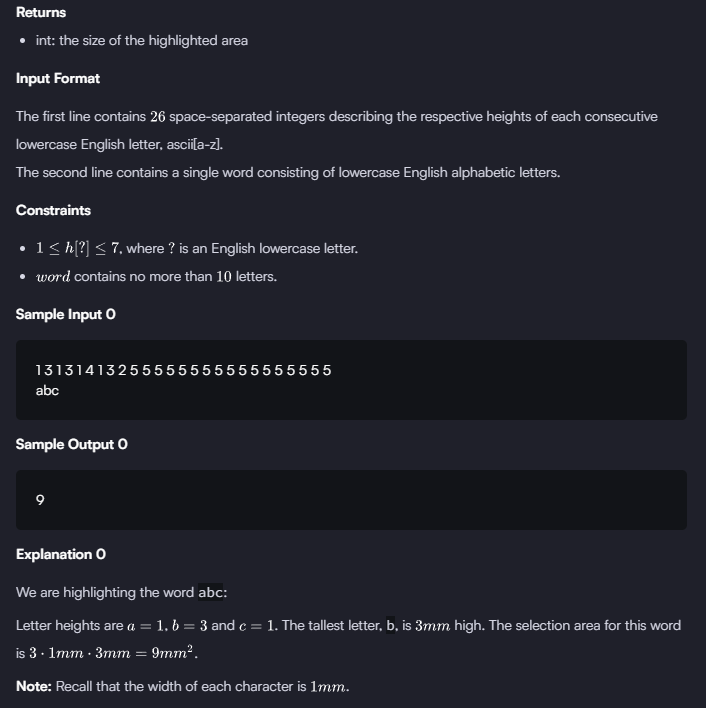 Returns
• int: the size of the highlighted area
Input Format
The first line contains 26 space-separated integers describing the respective heights of each consecutive
lowercase English letter, ascii[a-z].
The second line contains a single word consisting of lowercase English alphabetic letters.
Constraints
• 1 ≤ h[?] ≤ 7, where ? is an English lowercase letter.
• word contains no more than 10 letters.
Sample Input 0
1 3 1 3 1 4 1 3 2 5 5 5 5 5 5 5 5 5 5 5 5 5 5 5 5 5
abc
Sample Output 0
9
Explanation 0
We are highlighting the word abc:
Letter heights are a = 1, b = 3 and c = 1. The tallest letter, b, is 3mm high. The selection area for this word
is 3 · 1mm · 3mm = 9mm².
Note: Recall that the width of each character is 1mm.